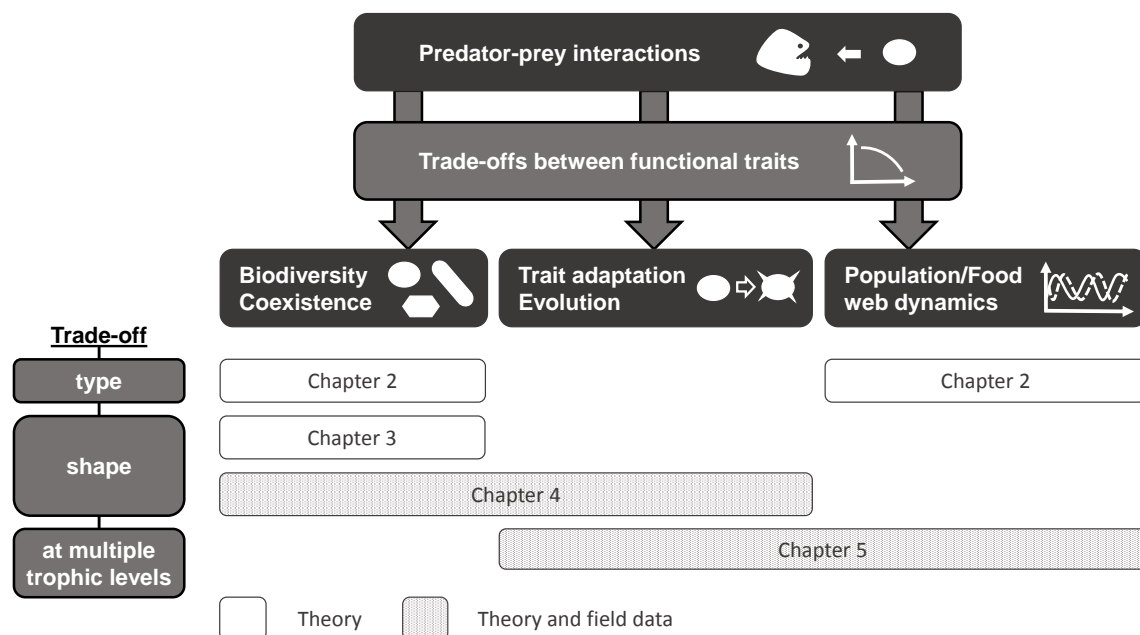 Predator-prey interactions
Trade-offs between functional traits
Biodiversity
Coexistence
Trait adaptation
Evolution
Population/Food
web dynamics
Trade-off
type
Chapter 2
Chapter 2
shape
Chapter 3
Chapter 4
at multiple
trophic levels
Chapter 5
Theory
Theory and field data